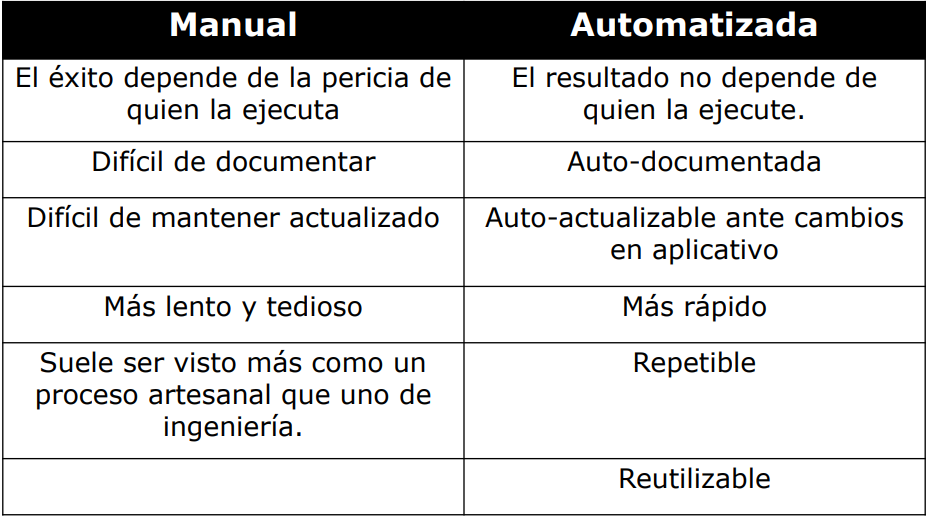 Manual
Automatizada
El éxito depende de la pericia de
quien la ejecuta
El resultado no depende de
quien la ejecute.
Difícil de documentar
Auto-documentada
Difícil de mantener actualizado
Auto-actualizable ante cambios
en aplicativo
Más lento y tedioso
Más rápido
Suele ser visto más como un
proceso artesanal que uno de
ingeniería.
Repetible
Reutilizable